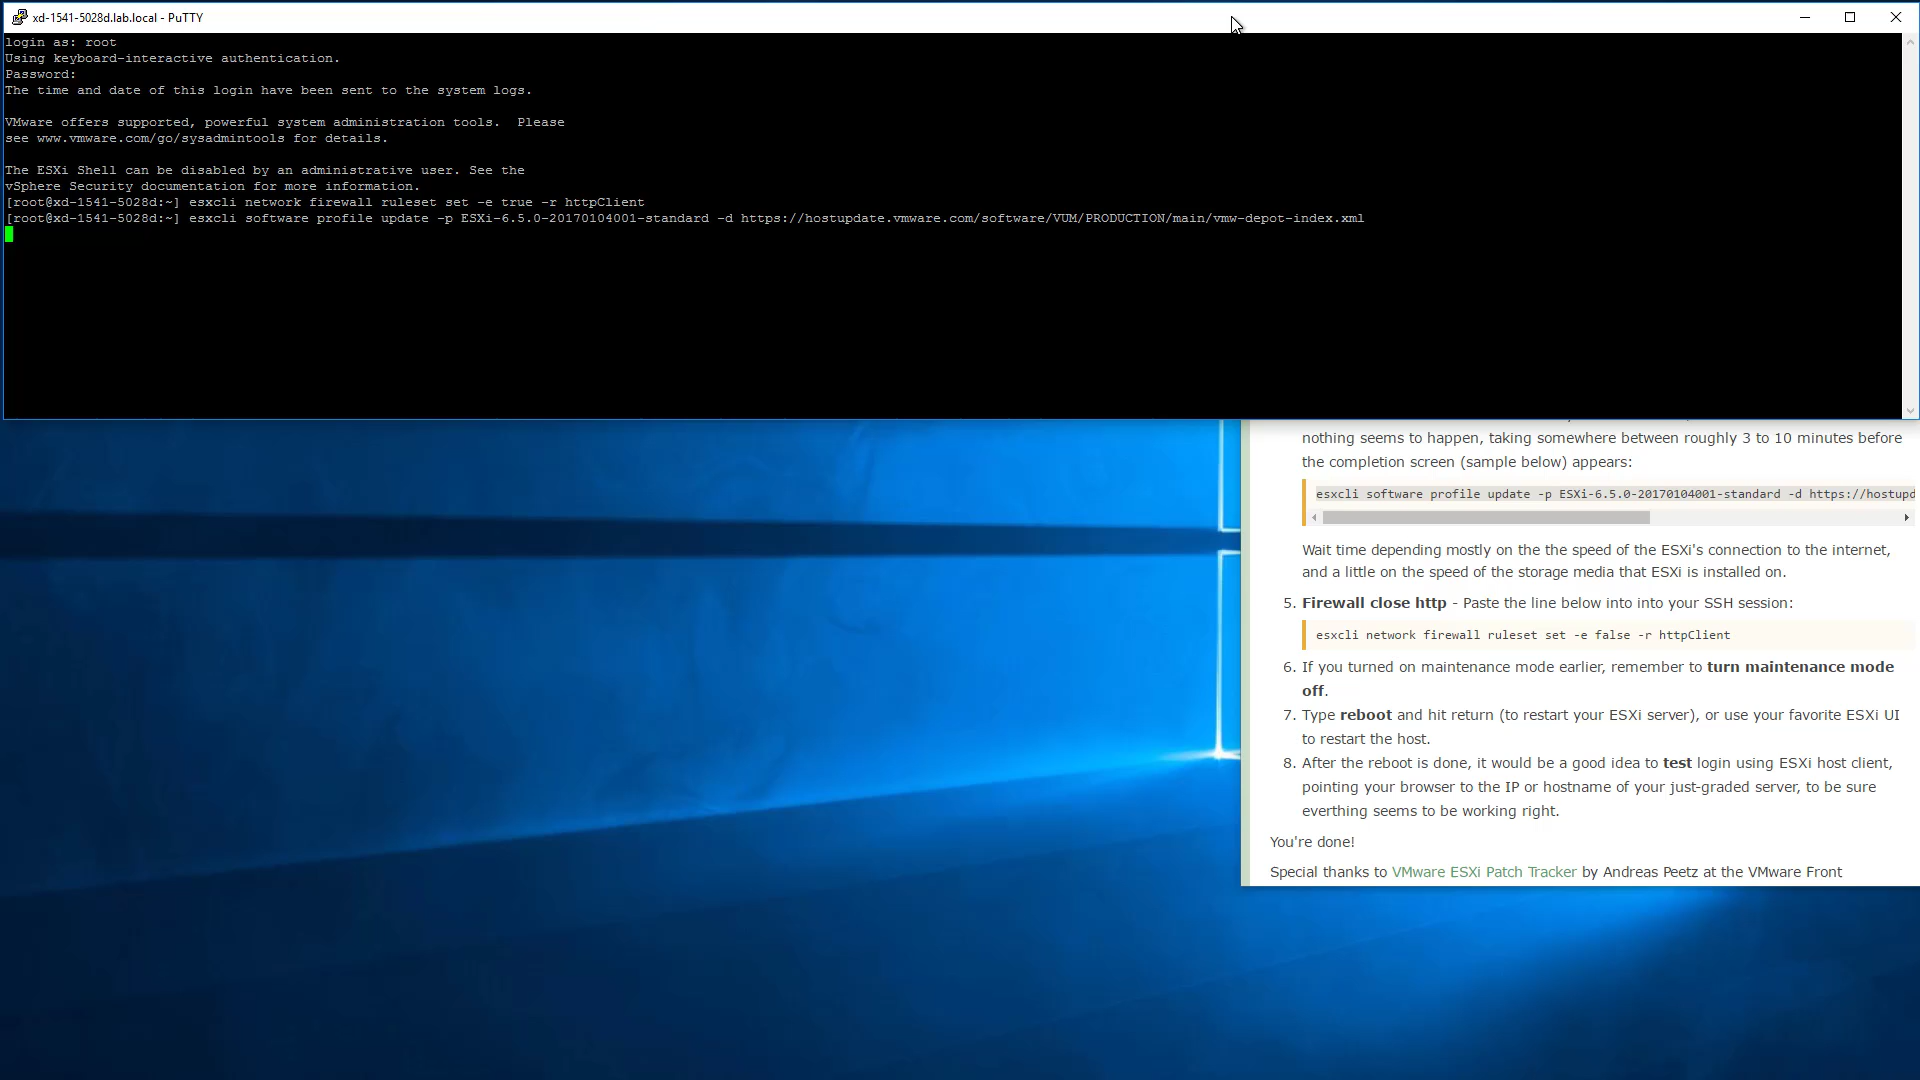 xd-1541-5028d.lab.local - PuTTY
login as: root
Using keyboard-interactive authentication.
Password:
The time and date of this login have been sent to the system logs.
VMware offers supported, powerful system administration tools.  Please
see www.vmware.com/go/sysadmintools for details.
The ESXi Shell can be disabled by an administrative user. See the
vSphere Security documentation for more information.
[root@xd-1541-5028d:~] esxcli network firewall ruleset set -e true -r httpClient
[root@xd-1541-5028d:~] esxcli software profile update -p ESXi-6.5.0-20170104001-standard -d https://hostupdate.vmware.com/software/VUM/PRODUCTION/main/vmw-depot-index.xml
nothing seems to happen, taking somewhere between roughly 3 to 10 minutes before
the completion screen (sample below) appears:
esxcli software profile update -p ESXi-6.5.0-20170104001-standard -d https://hostupd
Wait time depending mostly on the the speed of the ESXi's connection to the internet,
and a little on the speed of the storage media that ESXi is installed on.
5. Firewall close http - Paste the line below into into your SSH session:
esxcli network firewall ruleset set -e false -r httpClient
6. If you turned on maintenance mode earlier, remember to turn maintenance mode
off.
7. Type reboot and hit return (to restart your ESXi server), or use your favorite ESXi UI
to restart the host.
8. After the reboot is done, it would be a good idea to test login using ESXi host client,
pointing your browser to the IP or hostname of your just-graded server, to be sure
everthing seems to be working right.
You're done!
Special thanks to VMware ESXi Patch Tracker by Andreas Peetz at the VMware Front